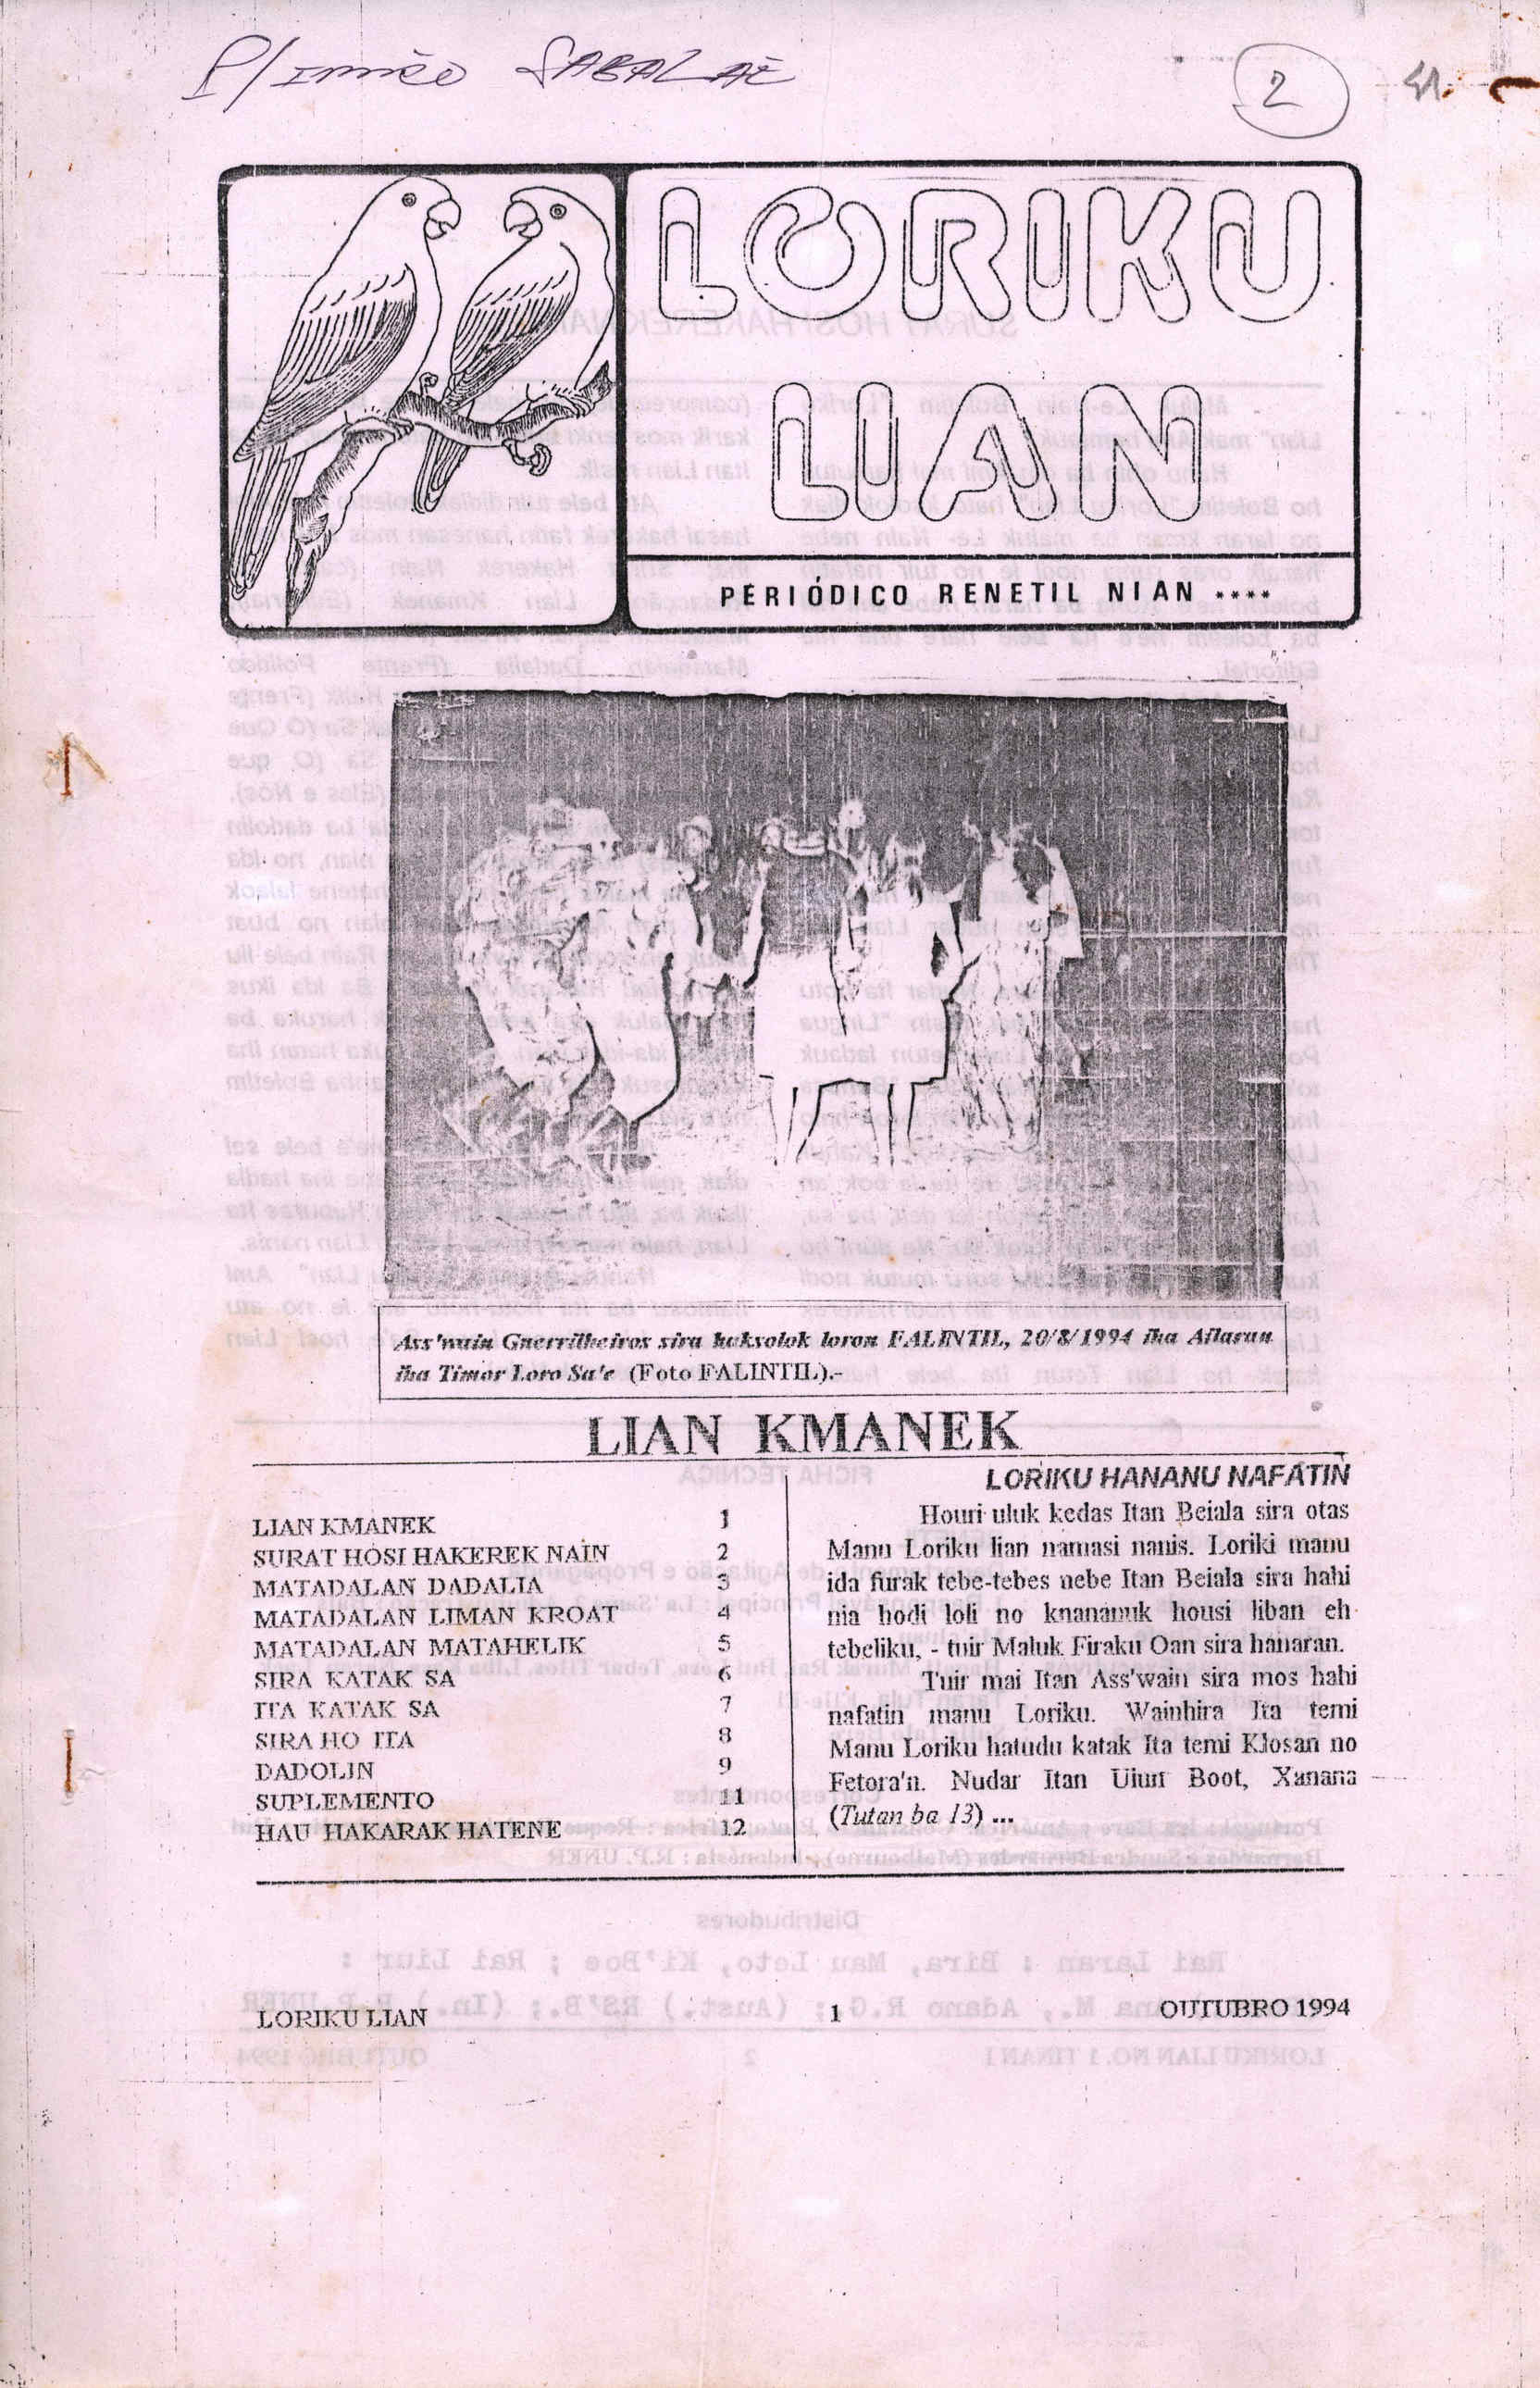 P/ irmão SABALAE
2
LORIKU
LIAN
PERIÓDICO RENETIL NIAN ****
Ass'wain Guerrilheiros sira haksolok loron FALINTIL, 20/8/1994 iha Ailaran
iha Timor Loro Sa'e (Foto FALINTIL).-
LIAN KMANEK
LIAN KMANEK 1
SURAT HOSI HAKEREK NAIN 2
MATADALAN DADALIA 3
MATADALAN LIMAN KROAT 4
MATADALAN MATAHELIK 5
SIRA KATAK SA 6
ITA KATAK SA 7
SIRA HO ITA 8
DADOLIN 9
SUPLEMENTO 11
HAU HAKARAK HATENE 12
LORIKU HANANU NAFATIN
Houri uluk kedas Itan Beiala sira otas
Manu Loriku lian namasi nanis. Loriki manu
ida furak tebe-tebes nebe Itan Beiala sira hahi
nia hodi loli no knananuk housi liban eh
tebeliku, - tuir Maluk Firaku Oan sira hanaran.
Tuir mai Itan Ass'wain sira mos hahi
nafatin manu Loriku. Wainhira Ita temi
Manu Loriku hatudu katak Ita temi Klosan no
Fetora'n. Nudar Itan Ulun Boot, Xanana
(Tutan ba 13) ...
LORIKU LIAN 1 OUTUBRO 1994